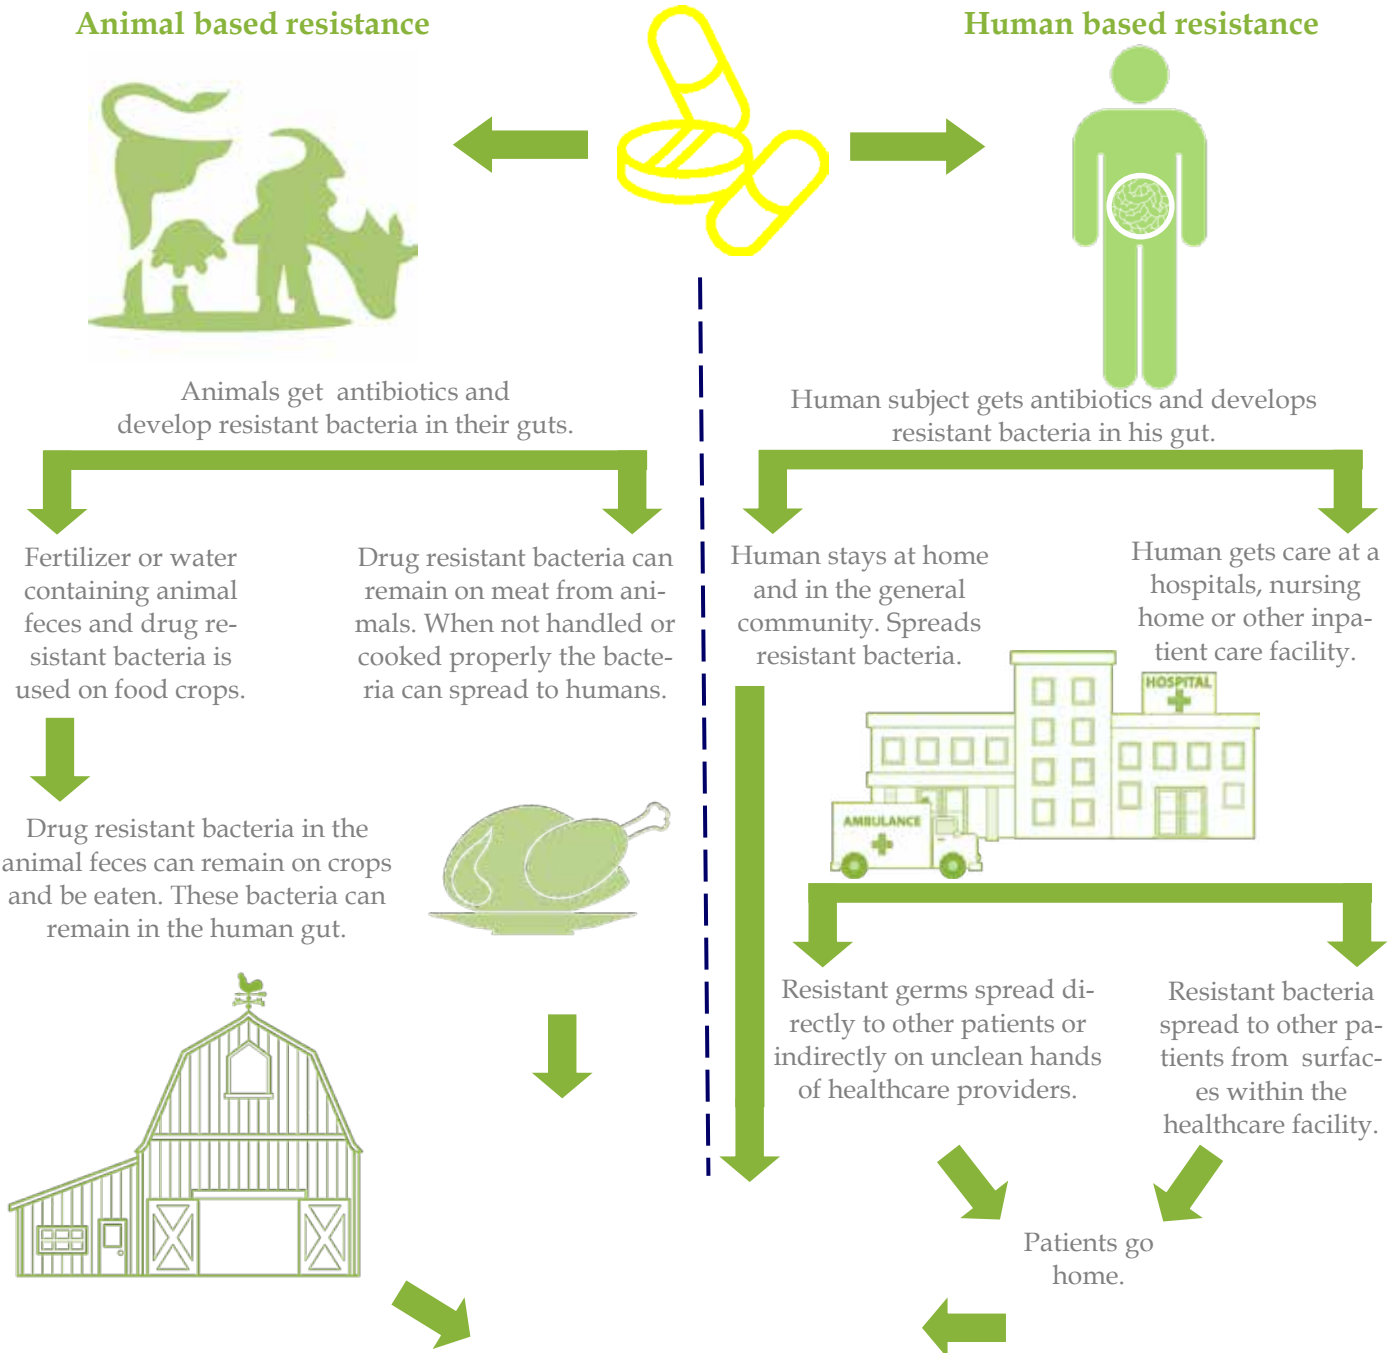 Animal based resistance
Human based resistance
Animals get antibiotics and
develop resistant bacteria in their guts.
Human subject gets antibiotics and develops
resistant bacteria in his gut.
Fertilizer or water
containing animal
feces and drug re-
sistant bacteria is
used on food crops.
Drug resistant bacteria can
remain on meat from ani-
mals. When not handled or
cooked properly the bacte-
ria can spread to humans.
Human stays at home
and in the general
community. Spreads
resistant bacteria.
Human gets care at a
hospitals, nursing
home or other inpa-
tient care facility.
HOSPITAL
AMBULANCE
Drug resistant bacteria in the
animal feces can remain on crops
and be eaten. These bacteria can
remain in the human gut.
Resistant germs spread di-
rectly to other patients or
indirectly on unclean hands
of healthcare providers.
Resistant bacteria
spread to other pa-
tients from surfac-
es within the
healthcare facility.
Patients go
home.